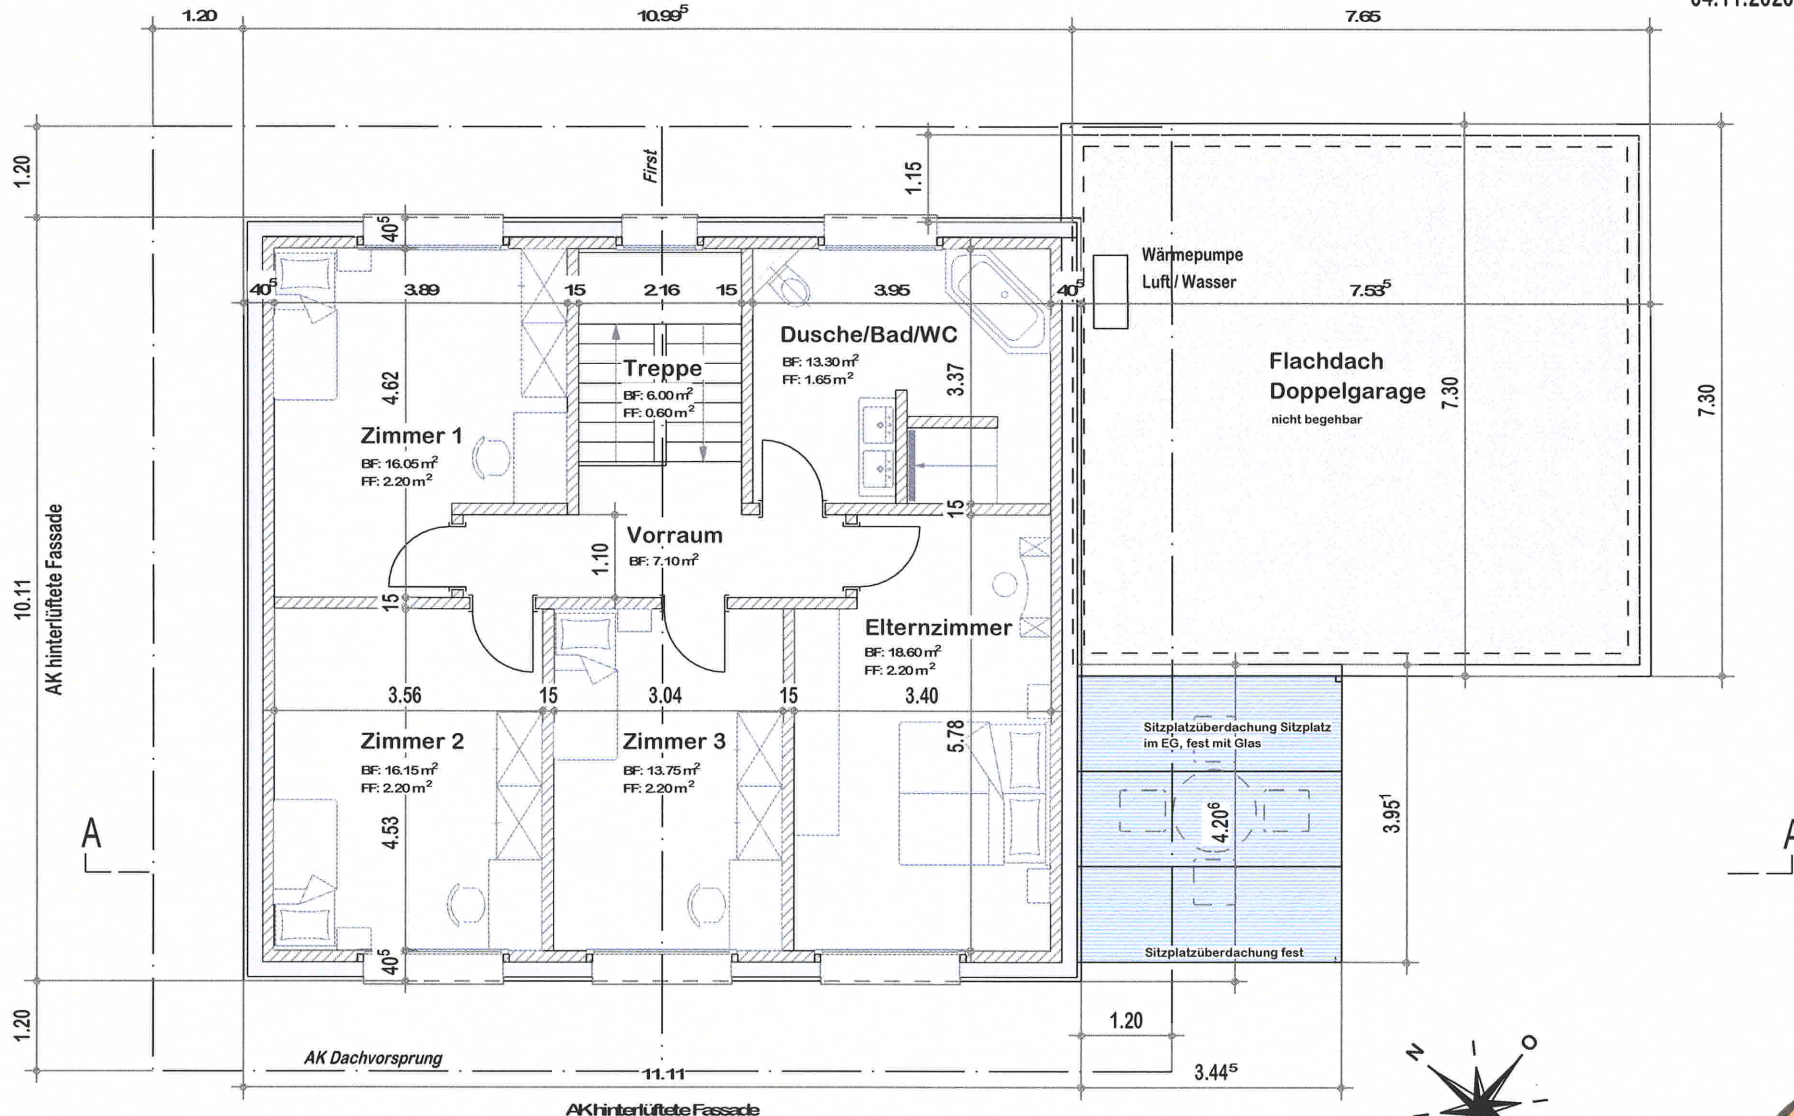 04.11.2020
1.20
10.99⁵
7.65
1.20
First
1.15
40⁵
Wärmepumpe
Luft / Wasser
40⁵
3.89
15
2.16
15
3.95
40⁵
7.53⁵
Dusche/Bad/WC
BF: 13.30 m²
FF: 1.65 m²
Treppe
BF: 6.00 m²
FF: 0.60 m²
4.62
3.37
Flachdach
Doppelgarage
nicht begehbar
7.30
7.30
Zimmer 1
BF: 16.05 m²
FF: 2.20 m²
15
Vorraum
BF: 7.10 m²
1.10
10.11
AK hinterlüftete Fassade
15
Elternzimmer
BF: 18.60 m²
FF: 2.20 m²
3.56
15
3.04
15
3.40
5.78
Zimmer 2
BF: 16.15 m²
FF: 2.20 m²
Zimmer 3
BF: 13.75 m²
FF: 2.20 m²
Sitzplatzüberdachung Sitzplatz
im EG, fest mit Glas
4.20⁶
3.95¹
4.53
A
A
Sitzplatzüberdachung fest
40⁵
1.20
1.20
AK Dachvorsprung
11.11
3.44⁵
N
O
AK hinterlüftete Fassade